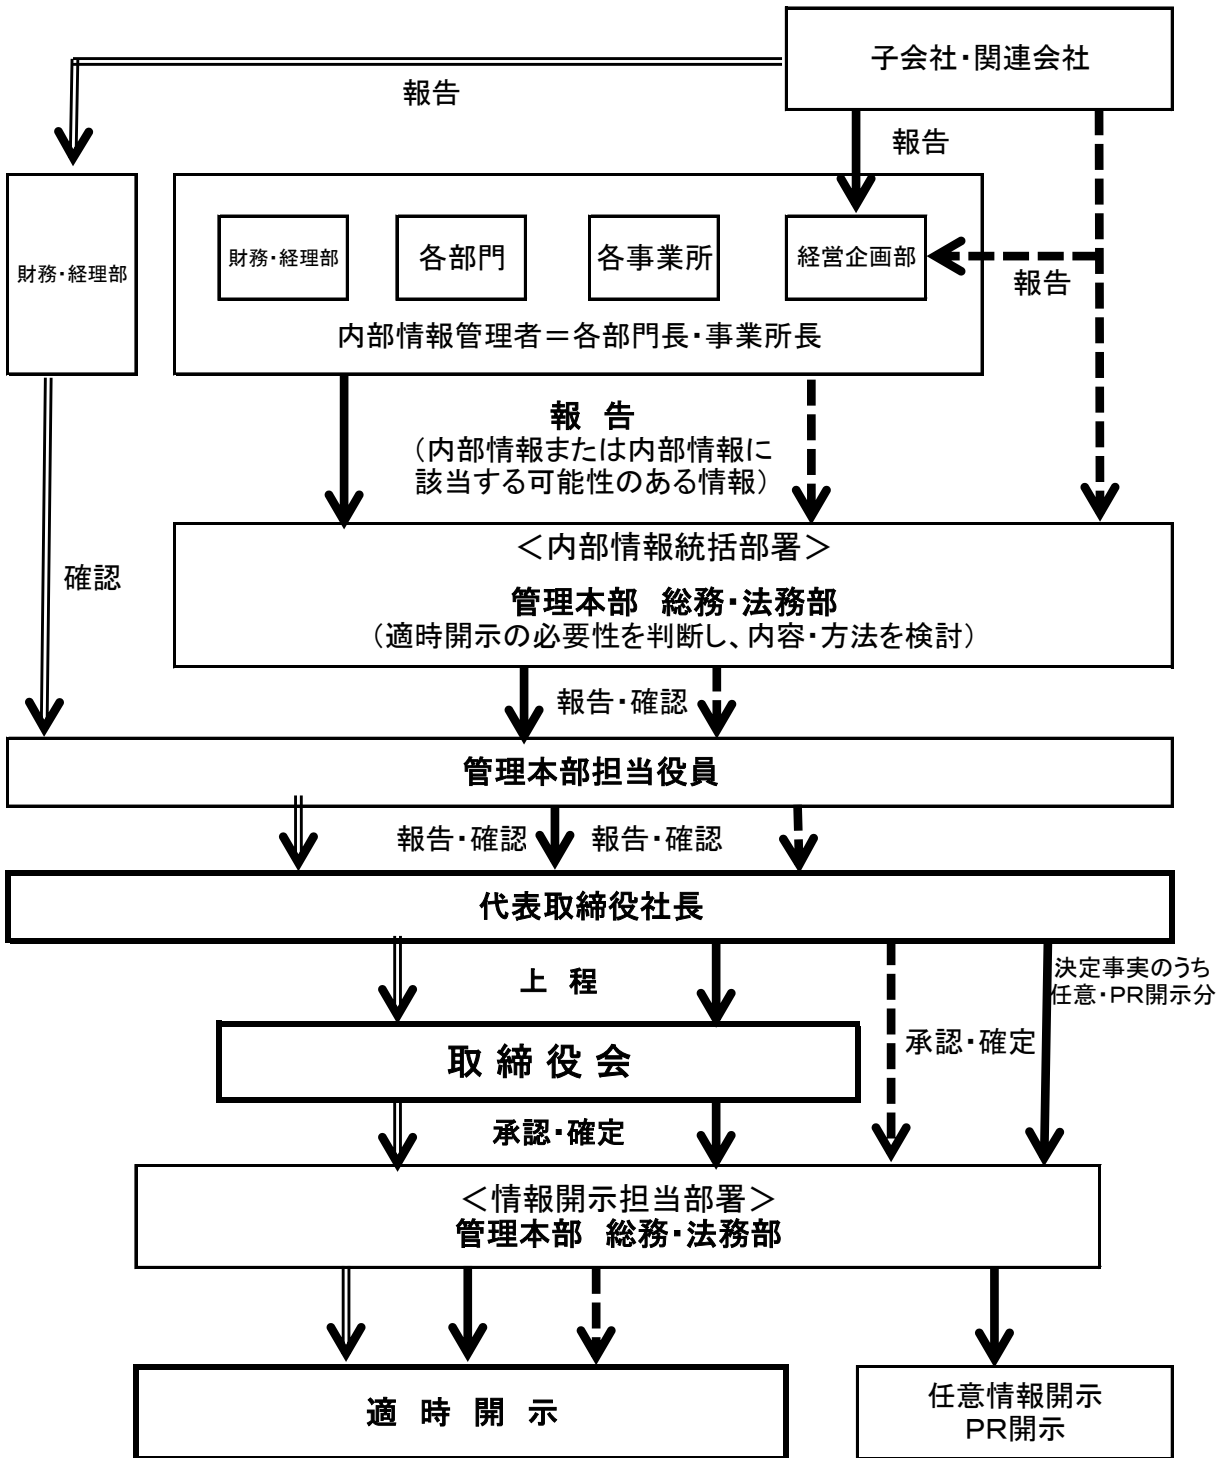 子会社・関連会社
報告
報告
財務・経理部
財務・経理部
各部門
各事業所
経営企画部
報告
内部情報管理者＝各部門長・事業所長
報　告
（内部情報または内部情報に
該当する可能性のある情報）
＜内部情報統括部署＞
管理本部　総務・法務部
（適時開示の必要性を判断し、内容・方法を検討）
確認
報告・確認
管理本部担当役員
報告・確認
報告・確認
代表取締役社長
上　程
決定事実のうち
任意・PR開示分
取 締 役 会
承認・確定
承認・確定
＜情報開示担当部署＞
管理本部　総務・法務部
適　時　開　示
任意情報開示
PR開示